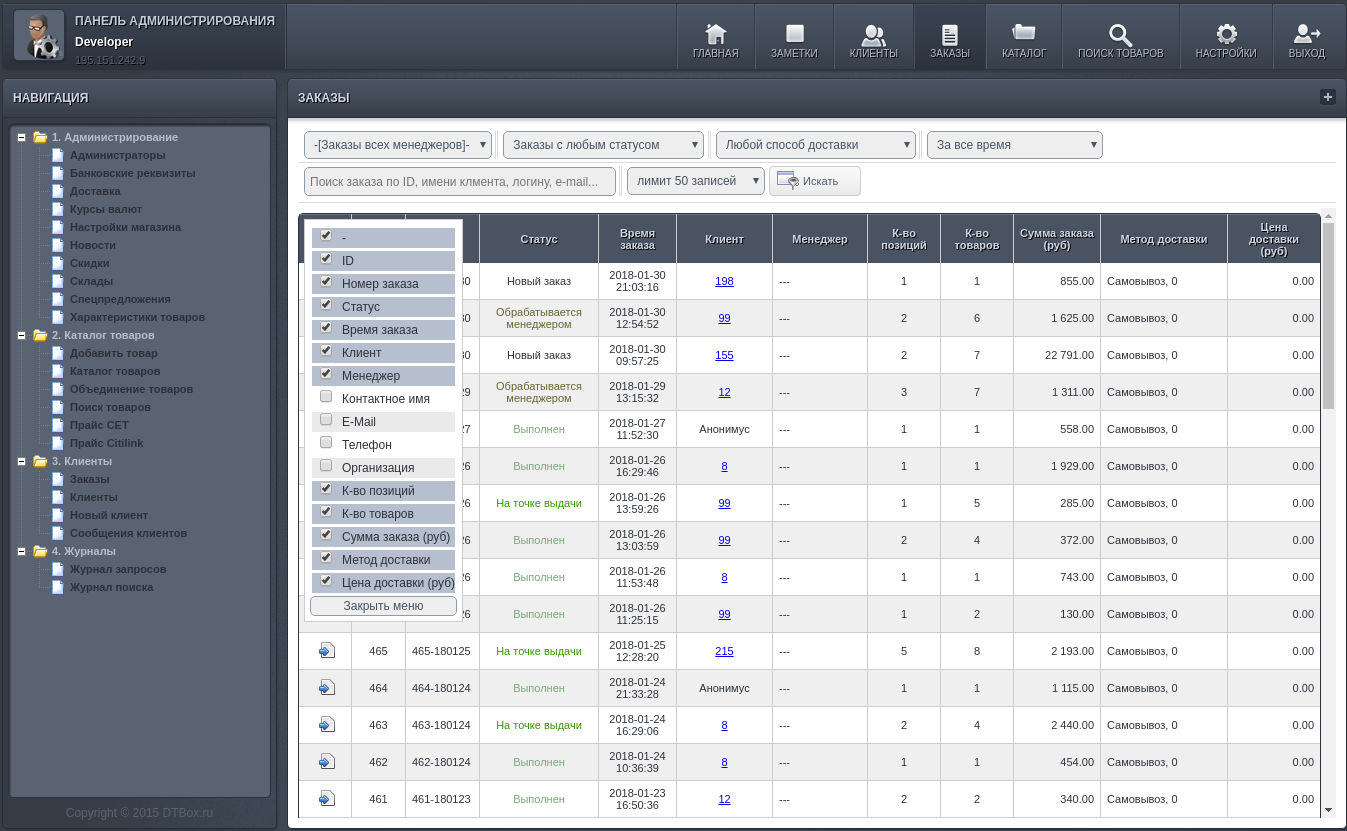 ПАНЕЛЬ АДМИНИСТРИРОВАНИЯ
Developer
195.151.242.9
ГЛАВНАЯ ЗАМЕТКИ КЛИЕНТЫ ЗАКАЗЫ КАТАЛОГ ПОИСК ТОВАРОВ НАСТРОЙКИ ВЫХОД
НАВИГАЦИЯ
1. Администрирование
Администраторы
Банковские реквизиты
Доставка
Курсы валют
Настройки магазина
Новости
Скидки
Склады
Спецпредложения
Характеристики товаров
2. Каталог товаров
Добавить товар
Каталог товаров
Объединение товаров
Поиск товаров
Прайс СЕТ
Прайс Citilink
3. Клиенты
Заказы
Клиенты
Новый клиент
Сообщения клиентов
4. Журналы
Журнал запросов
Журнал поиска
Copyright © 2015 DTBox.ru
ЗАКАЗЫ
-[Заказы всех менеджеров]- Заказы с любым статусом Любой способ доставки За все время
Поиск заказа по ID, имени клмента, логину, e-mail... лимит 50 записей Искать
-
ID
Номер заказа
Статус
Время заказа
Клиент
Менеджер
Контактное имя
E-Mail
Телефон
Организация
К-во позиций
К-во товаров
Сумма заказа (руб)
Метод доставки
Цена доставки (руб)
Закрыть меню
Статус Время заказа Клиент Менеджер К-во позиций К-во товаров Сумма заказа (руб) Метод доставки Цена доставки (руб)
30 Новый заказ 2018-01-30 21:03:16 198 --- 1 1 855.00 Самовывоз, 0 0.00
30 Обрабатывается менеджером 2018-01-30 12:54:52 99 --- 2 6 1 625.00 Самовывоз, 0 0.00
30 Новый заказ 2018-01-30 09:57:25 155 --- 2 7 22 791.00 Самовывоз, 0 0.00
29 Обрабатывается менеджером 2018-01-29 13:15:32 12 --- 3 7 1 311.00 Самовывоз, 0 0.00
27 Выполнен 2018-01-27 11:52:30 Анонимус --- 1 1 558.00 Самовывоз, 0 0.00
26 Выполнен 2018-01-26 16:29:46 8 --- 1 1 1 929.00 Самовывоз, 0 0.00
26 На точке выдачи 2018-01-26 13:59:26 99 --- 1 5 285.00 Самовывоз, 0 0.00
26 Выполнен 2018-01-26 13:03:59 99 --- 2 4 372.00 Самовывоз, 0 0.00
26 Выполнен 2018-01-26 11:53:48 8 --- 1 1 743.00 Самовывоз, 0 0.00
26 Выполнен 2018-01-26 11:25:15 99 --- 1 2 130.00 Самовывоз, 0 0.00
465 465-180125 На точке выдачи 2018-01-25 12:28:20 215 --- 5 8 2 193.00 Самовывоз, 0 0.00
464 464-180124 Выполнен 2018-01-24 21:33:28 Анонимус --- 1 1 1 115.00 Самовывоз, 0 0.00
463 463-180124 На точке выдачи 2018-01-24 16:29:06 8 --- 2 4 2 440.00 Самовывоз, 0 0.00
462 462-180124 Выполнен 2018-01-24 10:36:39 8 --- 1 1 454.00 Самовывоз, 0 0.00
461 461-180123 Выполнен 2018-01-23 16:50:36 12 --- 2 2 340.00 Самовывоз, 0 0.00